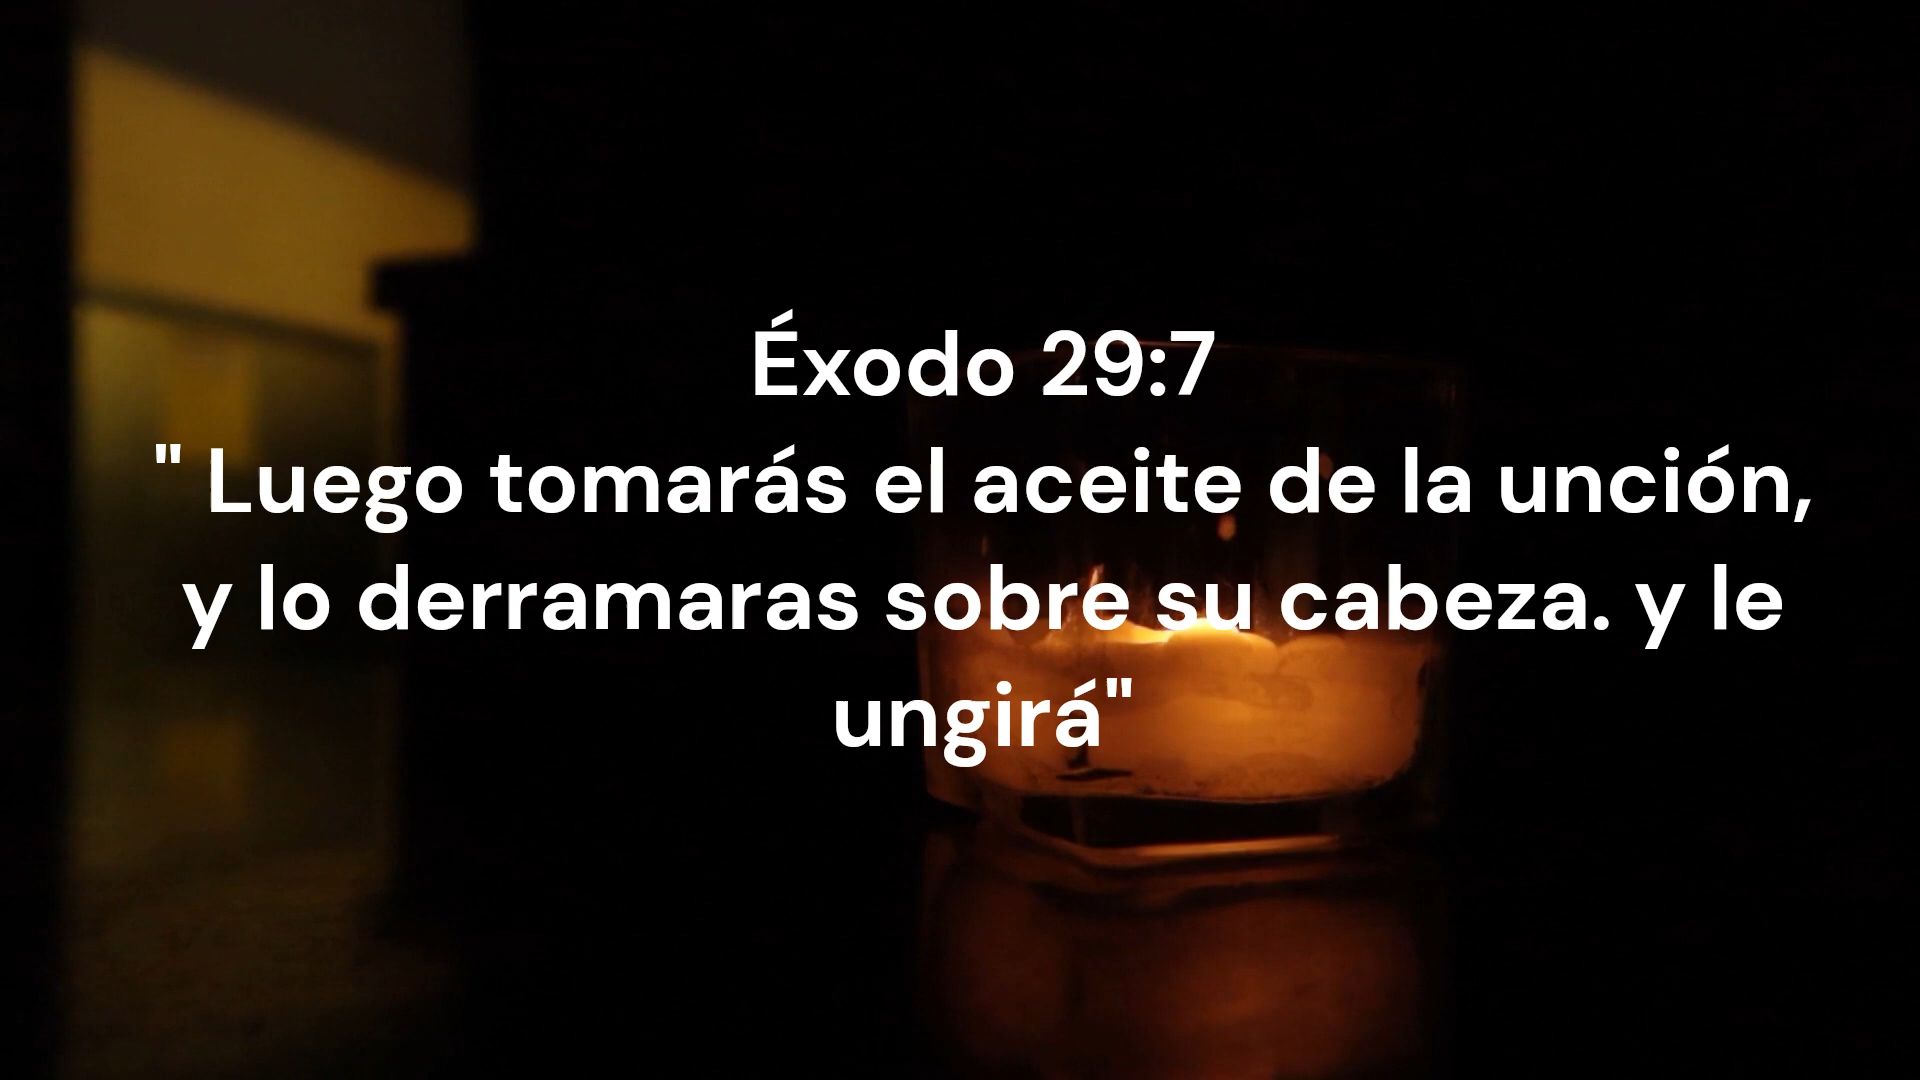 Éxodo 29:7
" Luego tomarás el aceite de la unción,
y lo derramaras sobre su cabeza. y le
ungirá"